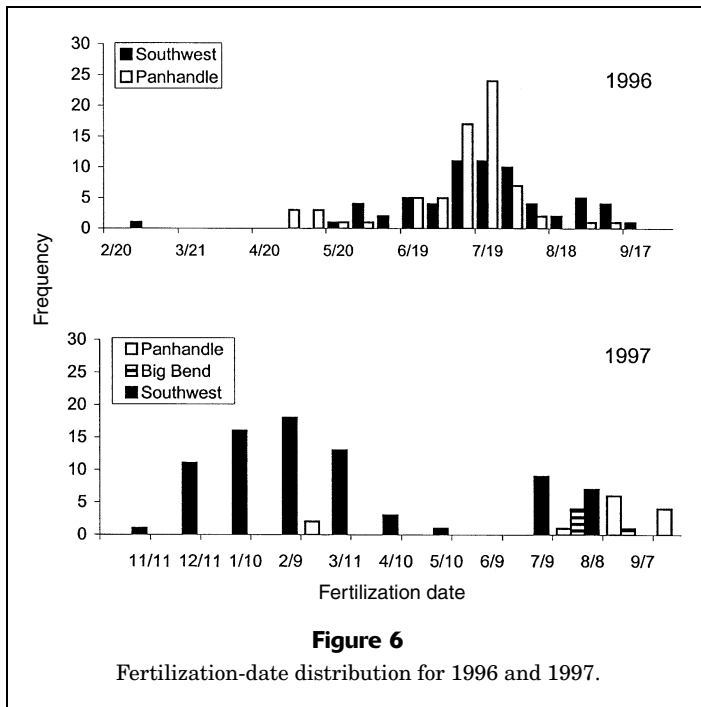 30
Southwest
Panhandle
1996
25
20
15
10
5
0
2/20 3/21 4/20 5/20 6/19 7/19 8/18 9/17
Frequency
30
Panhandle
Big Bend
Southwest
1997
25
20
15
10
5
0
11/11 12/11 1/10 2/9 3/11 4/10 5/10 6/9 7/9 8/8 9/7
Fertilization date
Figure 6
Fertilization-date distribution for 1996 and 1997.